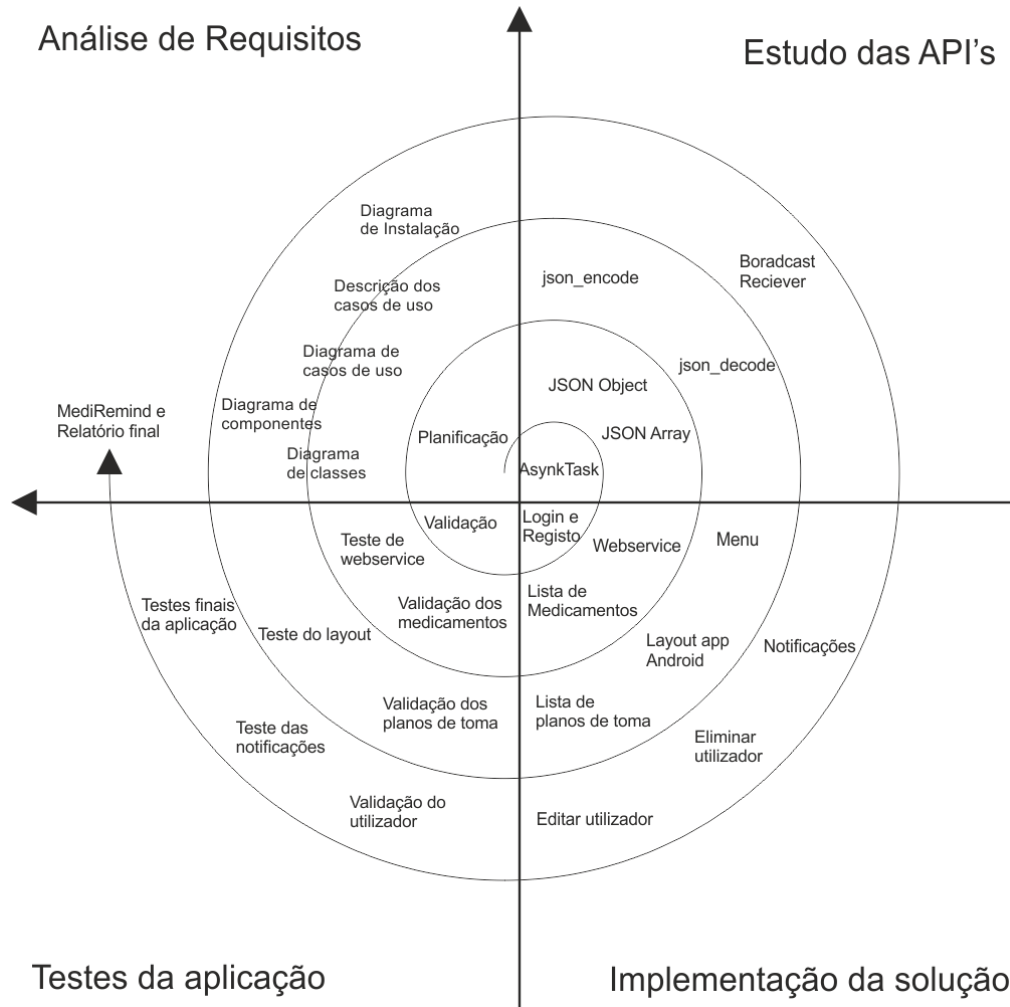 Análise de Requisitos
Estudo das API's
Diagrama
de Instalação
Descrição dos
casos de uso
Diagrama de
casos de uso
Diagrama de
componentes
Diagrama
de classes
Planificação
MediRemind e
Relatório final
json_encode
Boradcast
Reciever
json_decode
JSON Object
JSON Array
AsynkTask
Validação
Teste de
webservice
Validação dos
medicamentos
Testes finais
da aplicação
Teste do layout
Validação dos
planos de toma
Teste das
notificações
Validação do
utilizador
Login e
Registo
Webservice
Menu
Lista de
Medicamentos
Layout app
Android
Notificações
Lista de
planos de toma
Eliminar
utilizador
Editar utilizador
Testes da aplicação
Implementação da solução